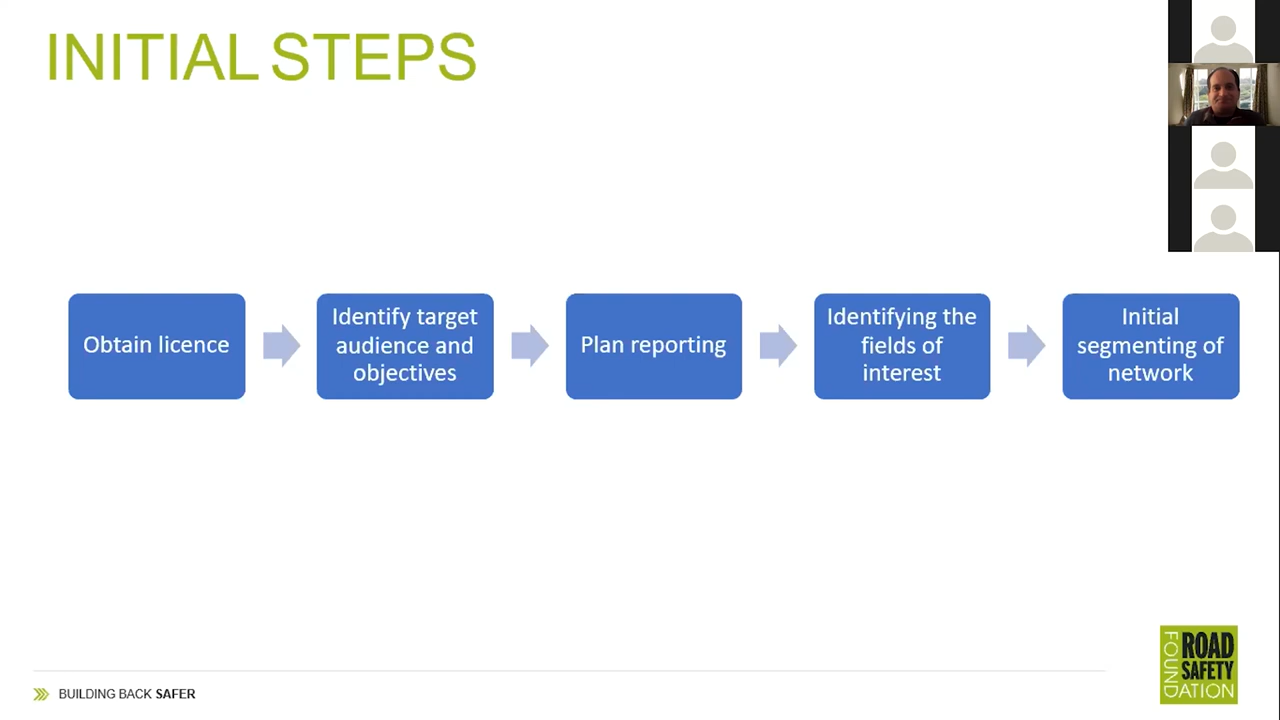 INITIAL STEPS
Obtain licence
Identify target
audience and
objectives
Plan reporting
Identifying the
fields of
interest
Initial
segmenting of
network
BUILDING BACK SAFER
ROAD
SAFETY
FOUNDATION